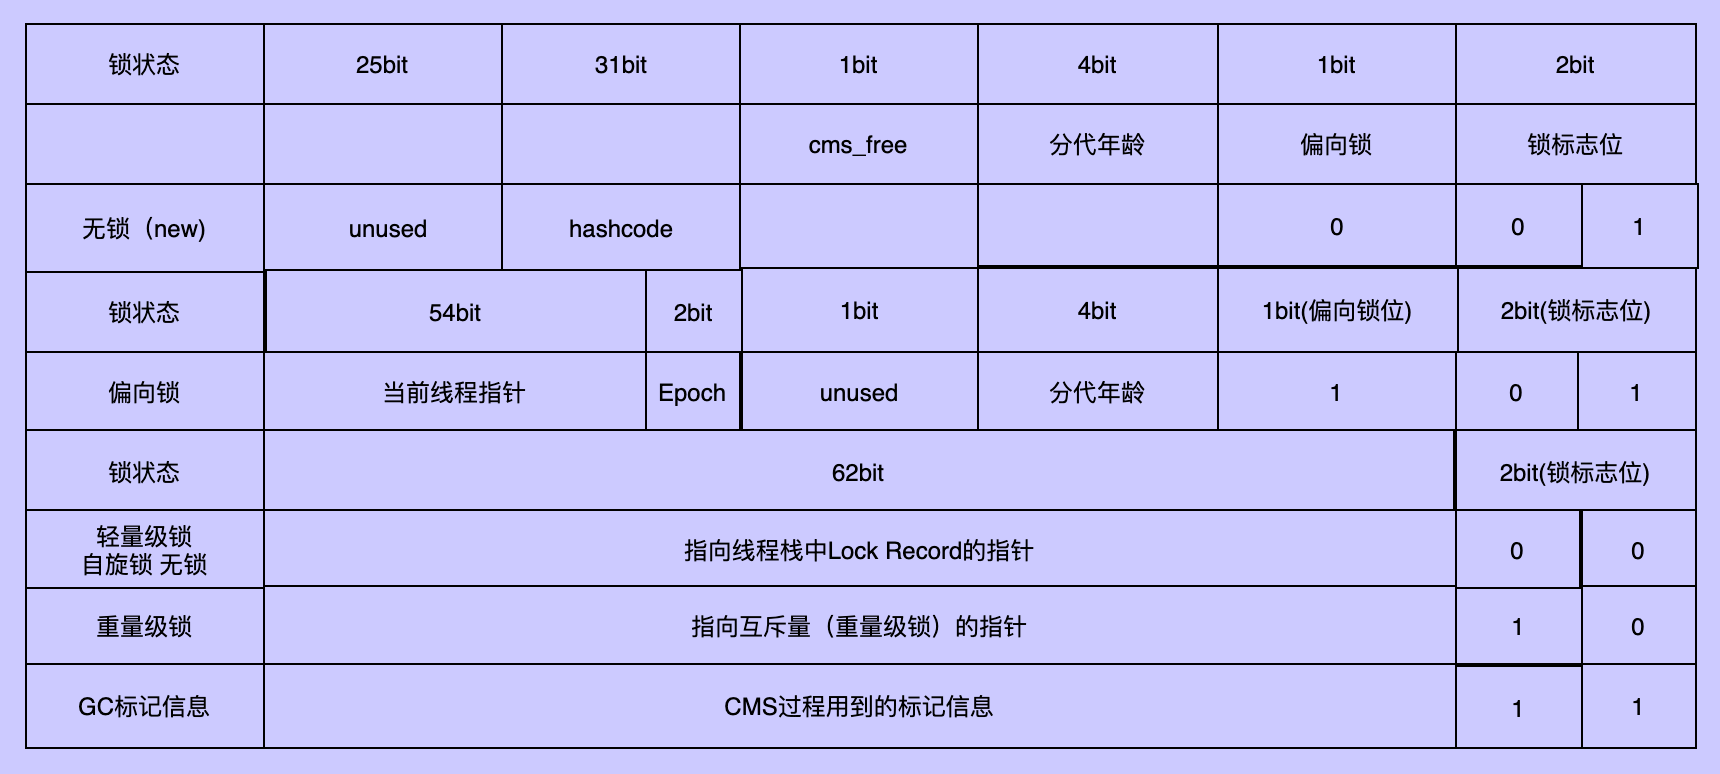 锁状态 25bit 31bit 1bit 4bit 1bit 2bit
cms_free 分代年龄 偏向锁 锁标志位
无锁（new) unused hashcode 0 0 1
锁状态 54bit 2bit 1bit 4bit 1bit(偏向锁位) 2bit(锁标志位)
偏向锁 当前线程指针 Epoch unused 分代年龄 1 0 1
锁状态 62bit 2bit(锁标志位)
轻量级锁
自旋锁 无锁 指向线程栈中Lock Record的指针 0 0
重量级锁 指向互斥量（重量级锁）的指针 1 0
GC标记信息 CMS过程用到的标记信息 1 1